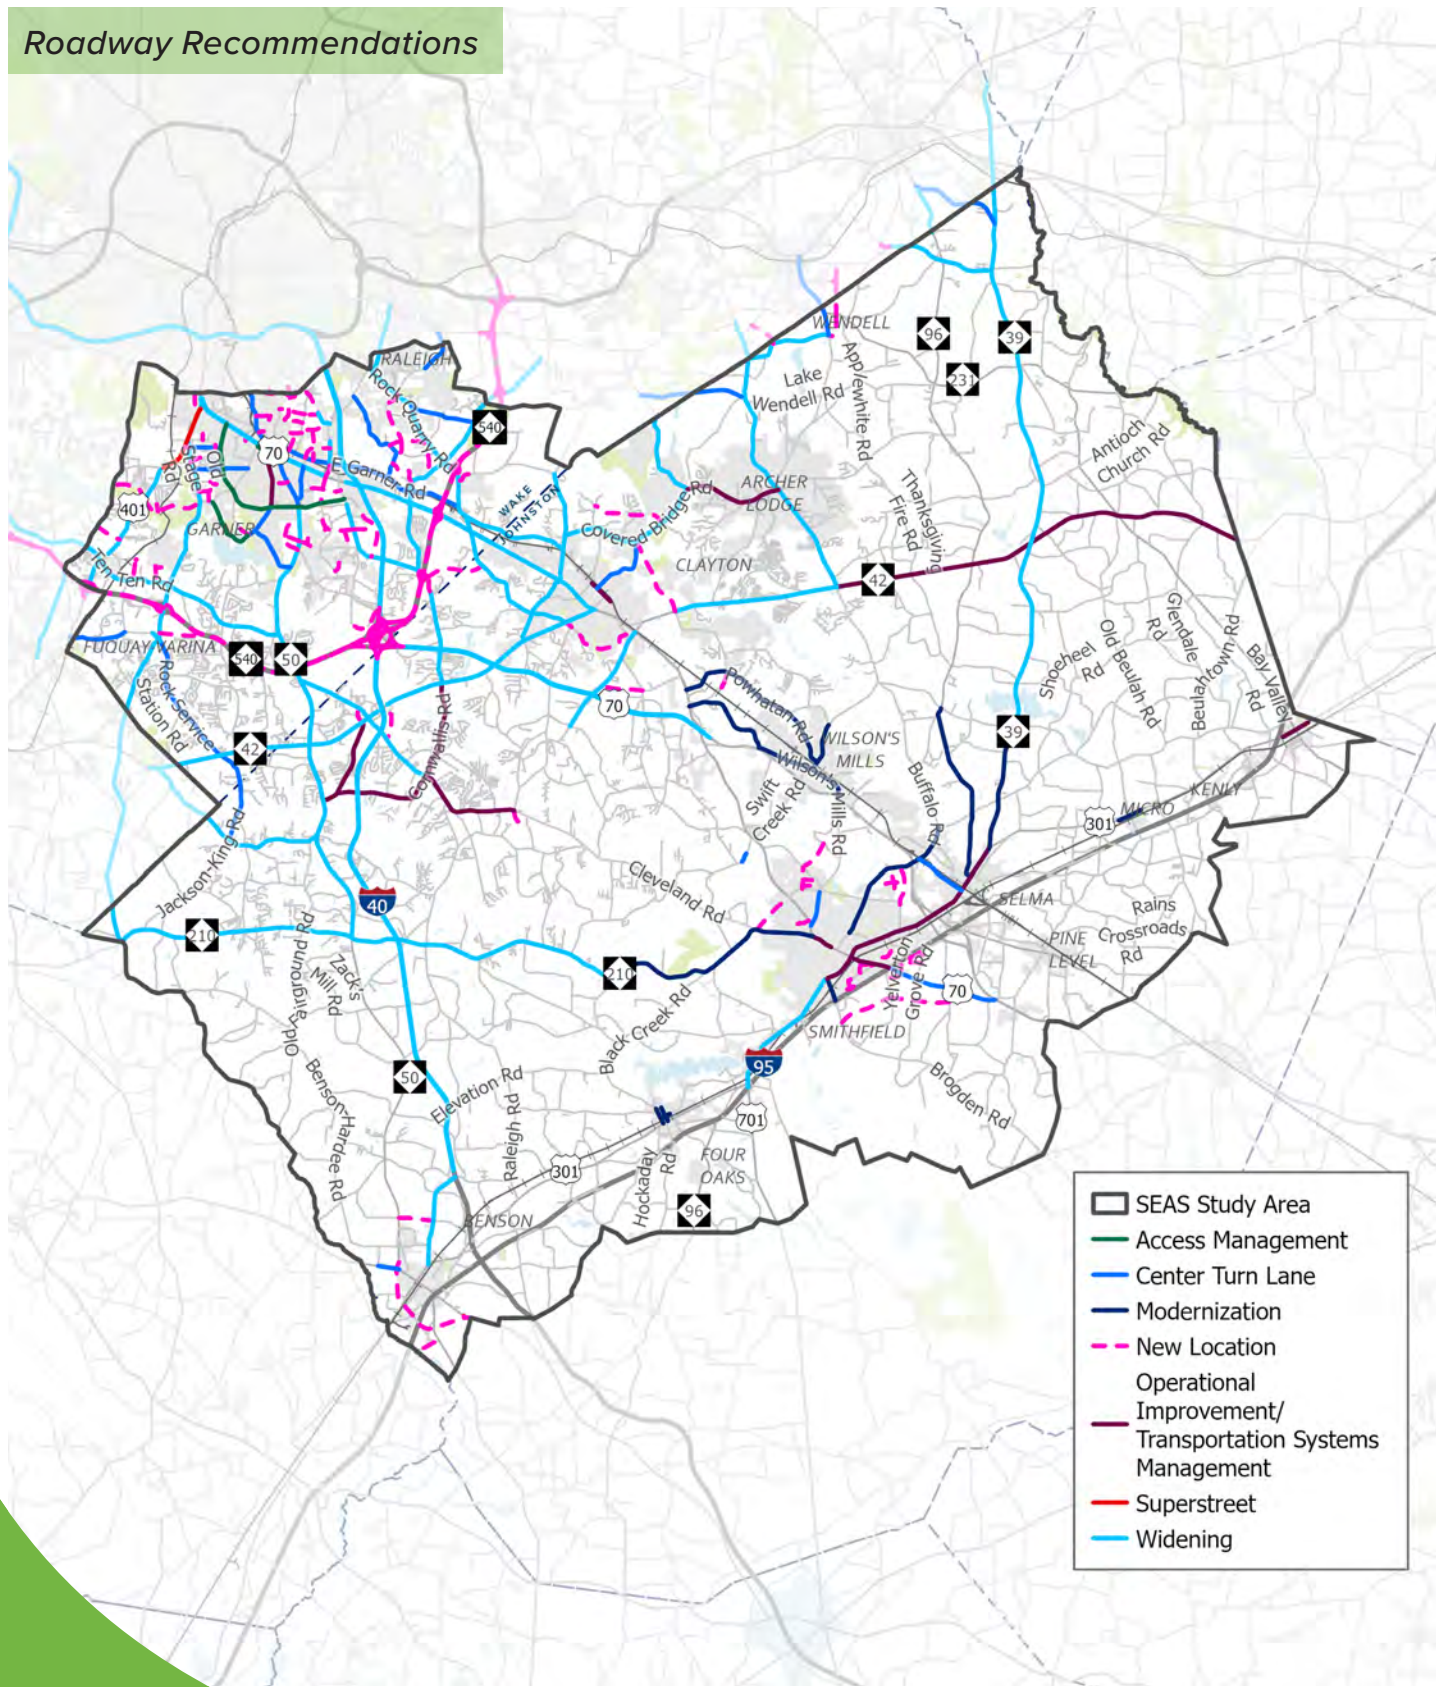 Roadway Recommendations
WENDELL
96
39
231
RALEIGH
Rock Quarry Rd
Lake
Wendell Rd
Applewhite Rd
540
70
Old
Stage
Rd
E Garner Rd
Antioch
Church Rd
401
GARNER
WAKE
JOHNSTON
Covered Bridge Rd
ARCHER
LODGE
Thanksgiving
Fire Rd
CLAYTON
42
Ten Ten Rd
FUQUAY-VARINA
540
50
Glendale
Rd
Old Beulah Rd
Beulahtown Rd
Shoeheel
Rd
Bay Valley
Rd
Rock Service
Station Rd
42
Cornwallis Rd
70
Powhatan Rd
WILSON'S
MILLS
39
Wilson's Mills Rd
Swift
Creek Rd
Buffalo Rd
KENLY
MICRO
301
Jackson-King Rd
40
Cleveland Rd
SELMA
210
Rains
Crossroads
Rd
PINE
LEVEL
Old Fairground Rd
Zack's
Mill Rd
210
Yelverton
Grove Rd
70
Black Creek Rd
SMITHFIELD
50
95
Elevation Rd
Benson-Hardee Rd
Raleigh Rd
Brogden Rd
701
301
Hockaday
Rd
FOUR
OAKS
96
BENSON
SEAS Study Area
Access Management
Center Turn Lane
Modernization
New Location
Operational
Improvement/
Transportation Systems
Management
Superstreet
Widening